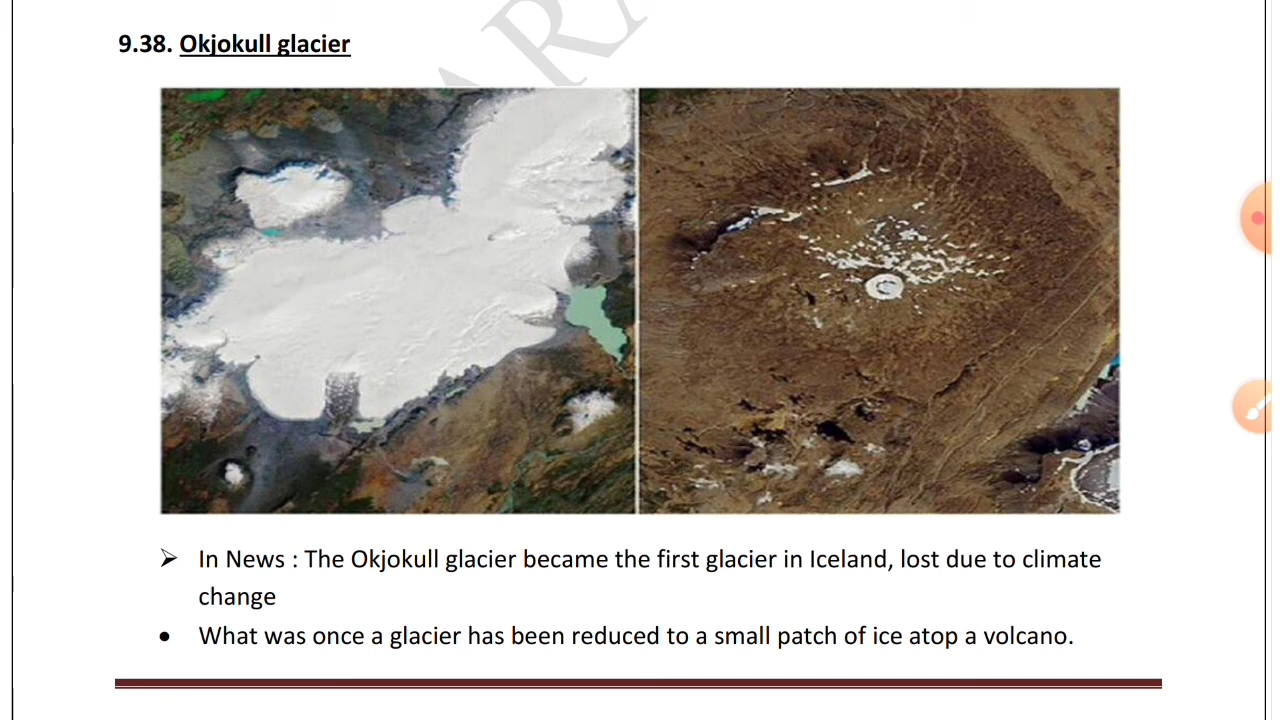 9.38. Okjokull glacier
ARA
➢ In News : The Okjokull glacier became the first glacier in Iceland, lost due to climate
change
• What was once a glacier has been reduced to a small patch of ice atop a volcano.